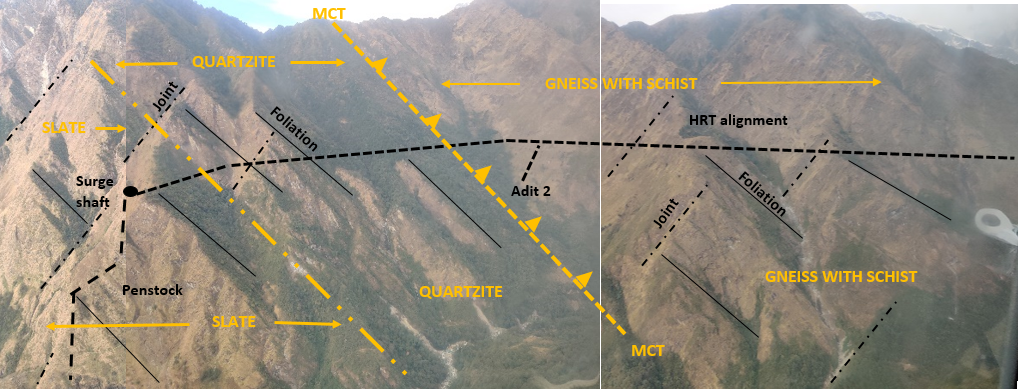 MCT
QUARTZITE
GNEISS WITH SCHIST
Joint
Foliation
SLATE
HRT alignment
Surge
shaft
Adit 2
Foliation
Joint
GNEISS WITH SCHIST
Penstock
QUARTZITE
SLATE
MCT